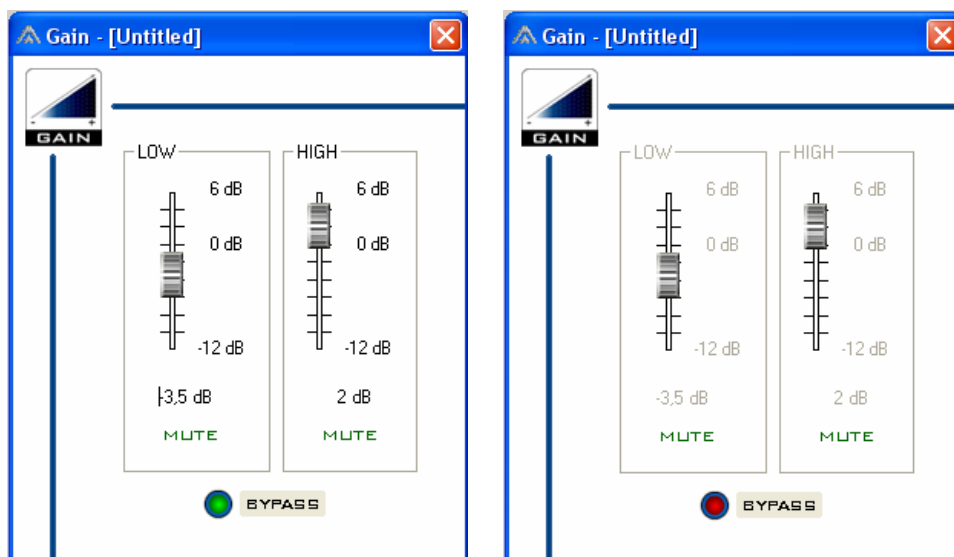 Gain - [Untitled]
- +
GAIN
LOW
HIGH
6 dB
6 dB
0 dB
0 dB
-12 dB
-12 dB
-3,5 dB
2 dB
MUTE
MUTE
BYPASS
Gain - [Untitled]
- +
GAIN
LOW
HIGH
6 dB
6 dB
0 dB
0 dB
-12 dB
-12 dB
-3,5 dB
2 dB
MUTE
MUTE
BYPASS